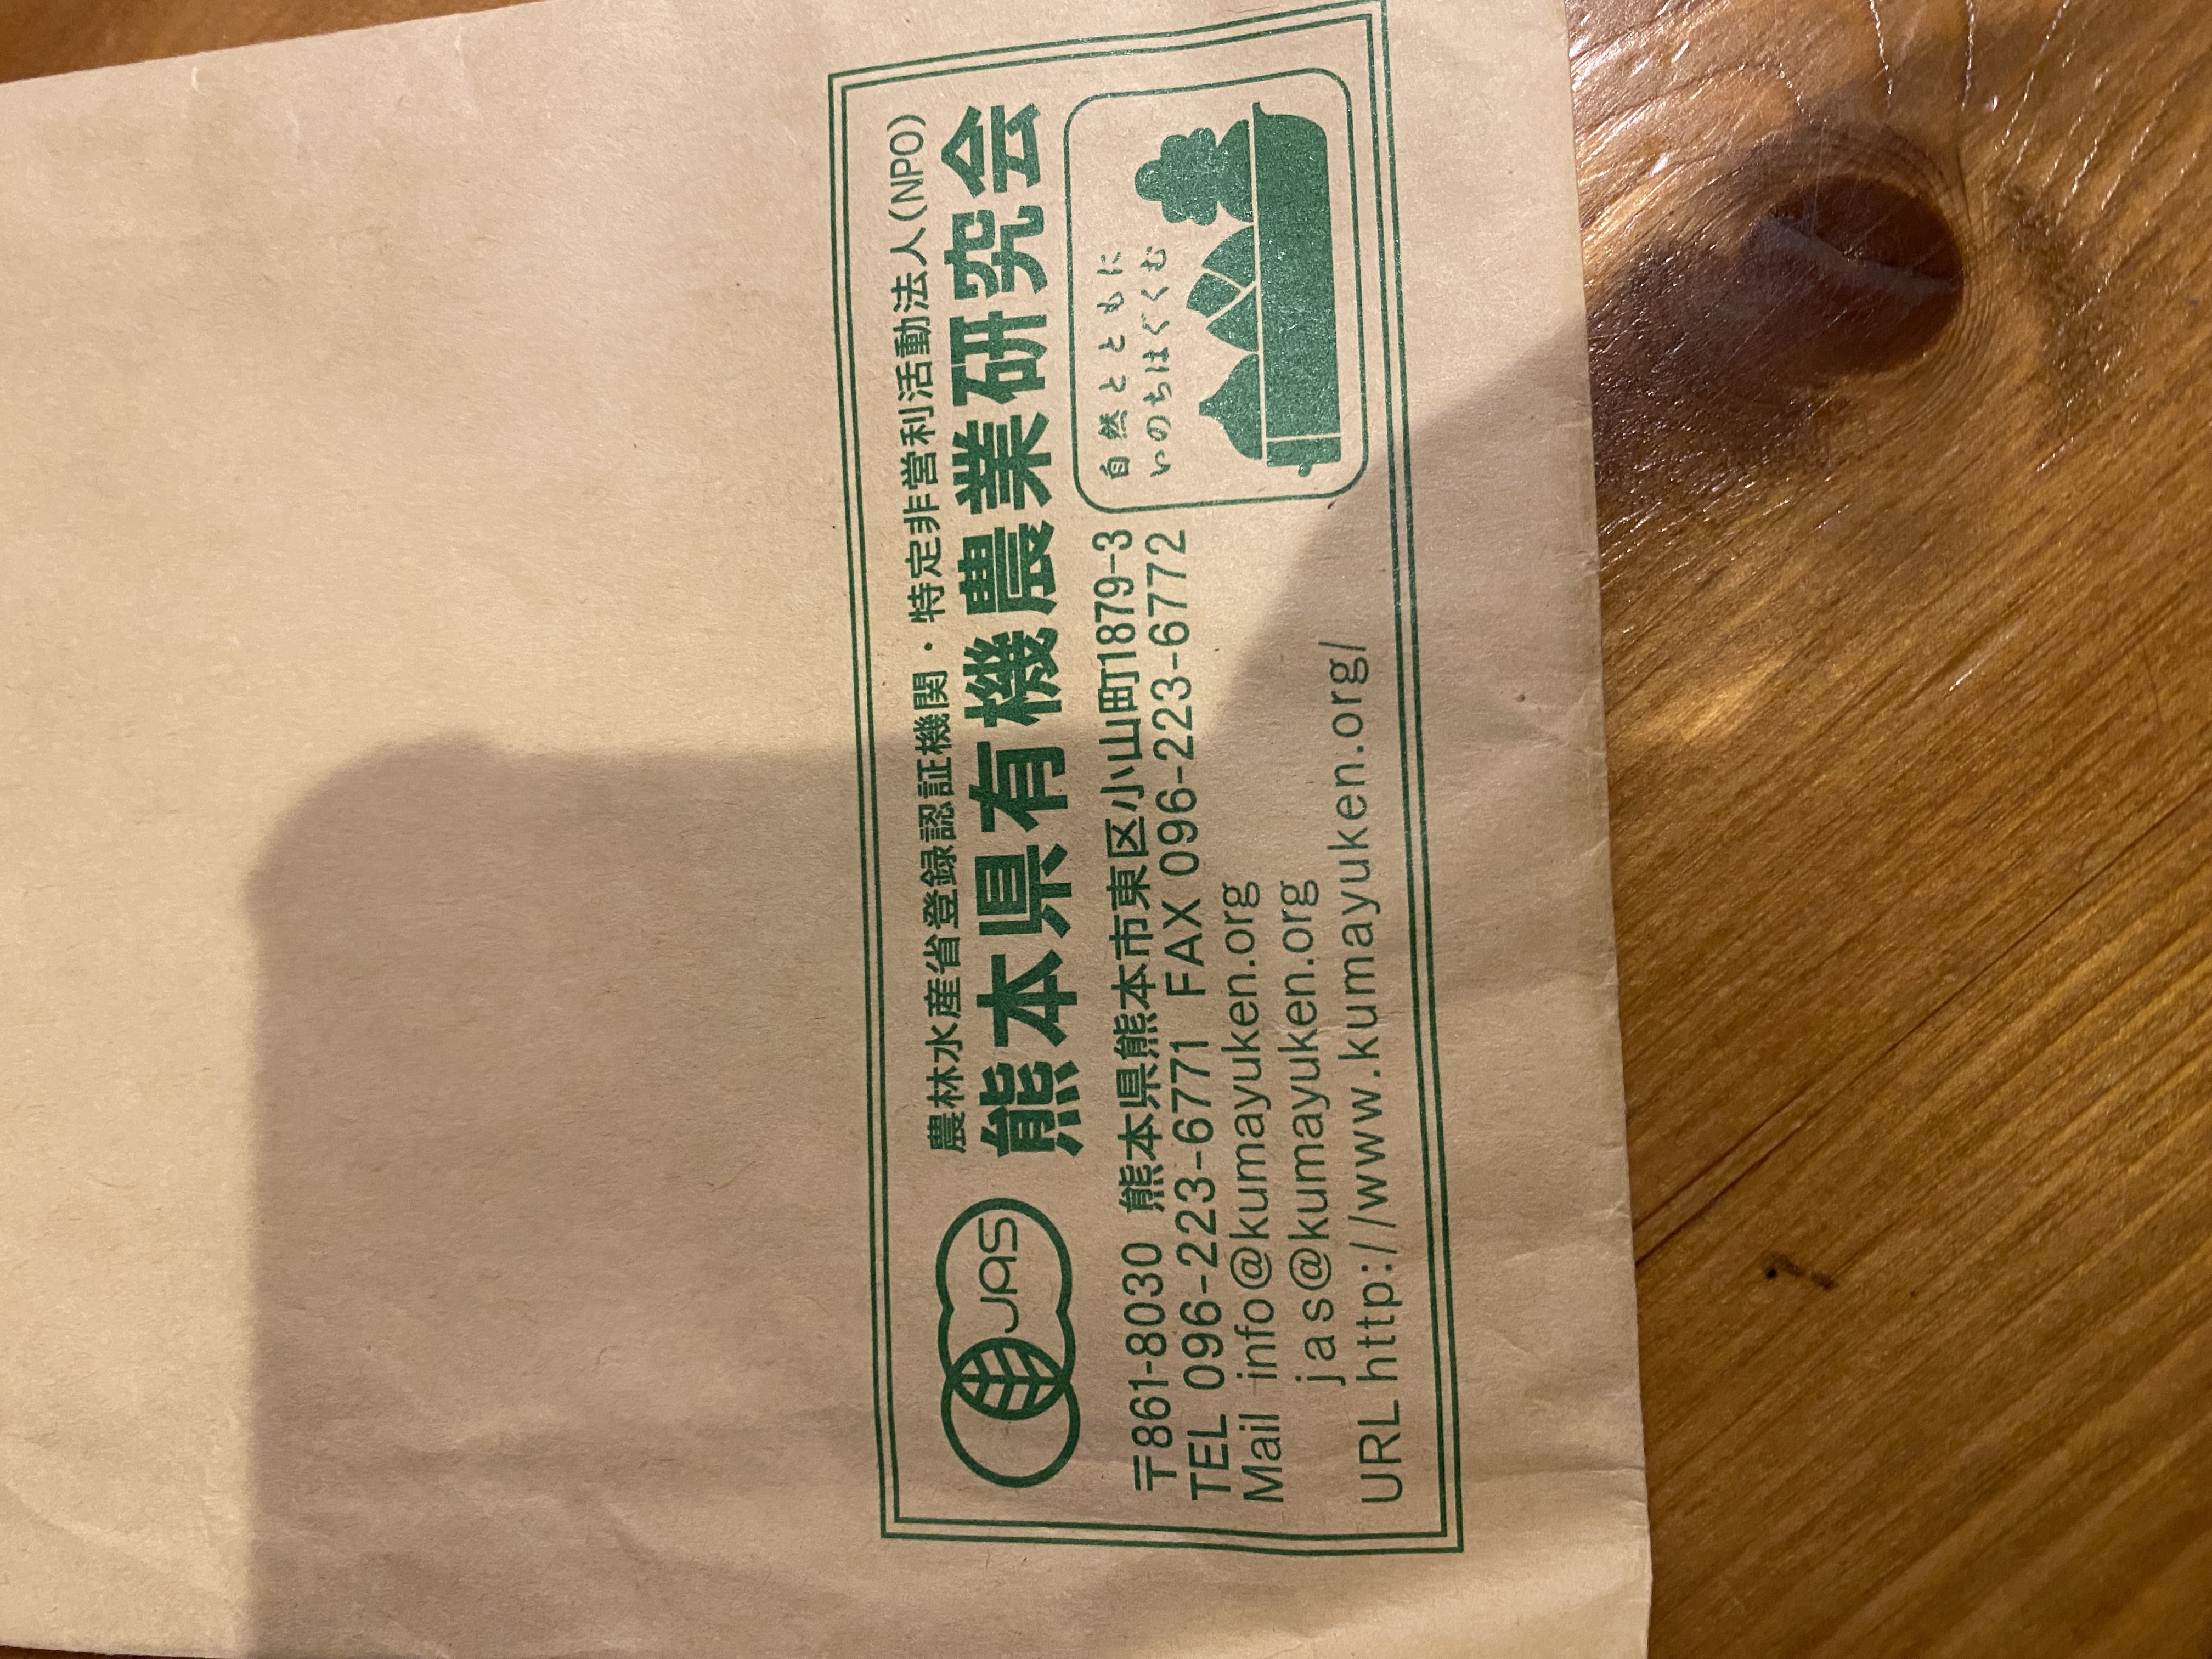 農林水産省登録認証機関・特定非営利活動法人(NPO)
JAS
熊本県有機農業研究会
〒861-8030 熊本県熊本市東区小山町1879-3
TEL 096-223-6771 FAX 096-223-6772
Mail info@kumayuken.org
jas@kumayuken.org
URL http://www.kumayuken.org/
自然とともに
いのちはぐくむ